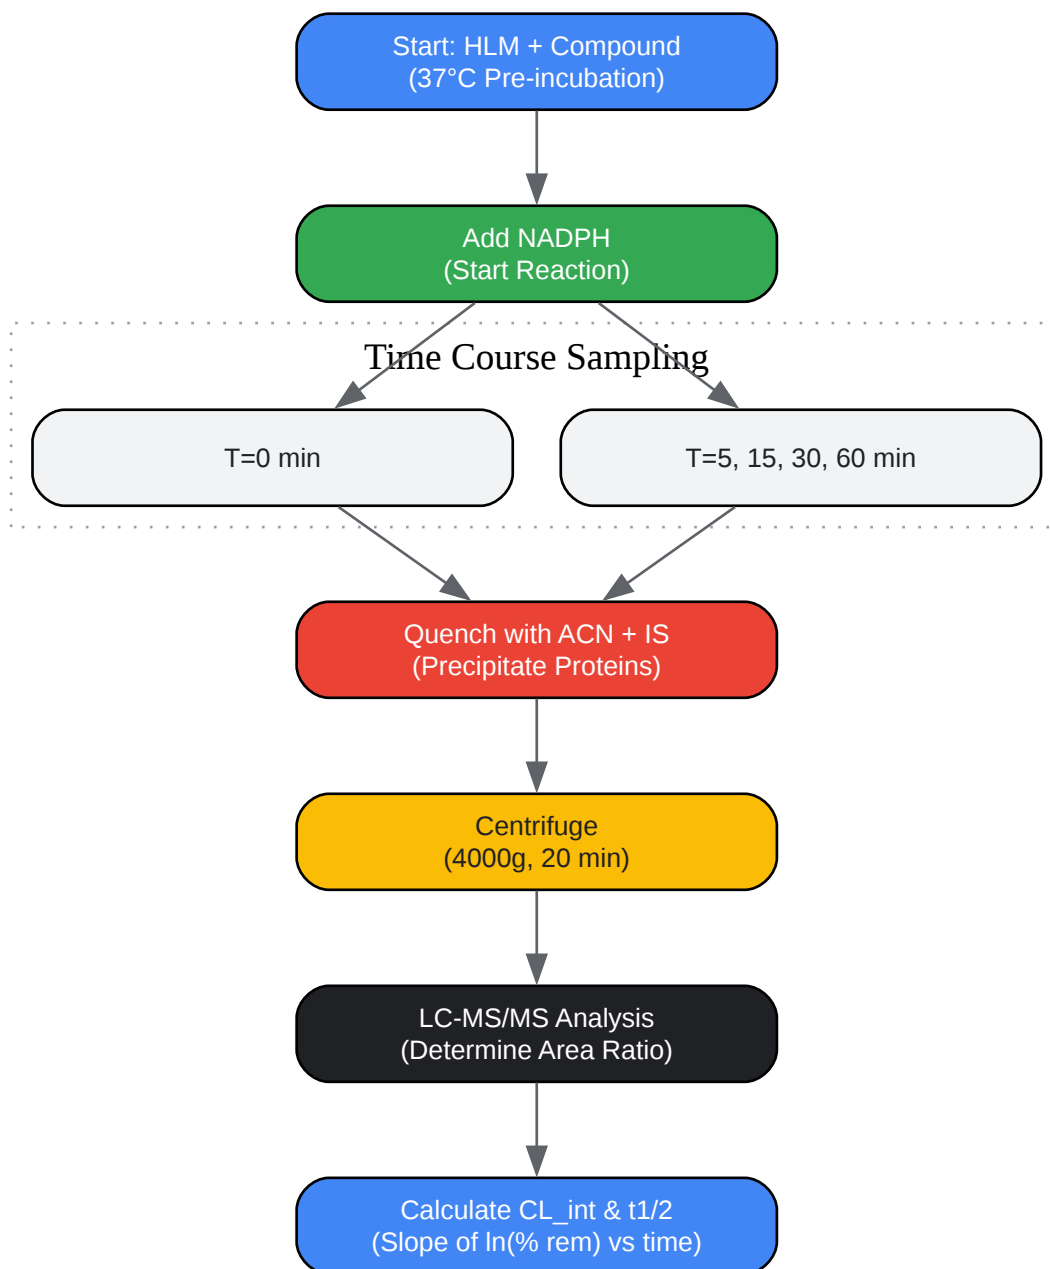 Start: HLM + Compound
(37°C Pre-incubation)
Add NADPH
(Start Reaction)
Time Course Sampling
T=0 min
T=5, 15, 30, 60 min
Quench with ACN + IS
(Precipitate Proteins)
Centrifuge
(4000g, 20 min)
LC-MS/MS Analysis
(Determine Area Ratio)
Calculate CL_int & t1/2
(Slope of ln(% rem) vs time)